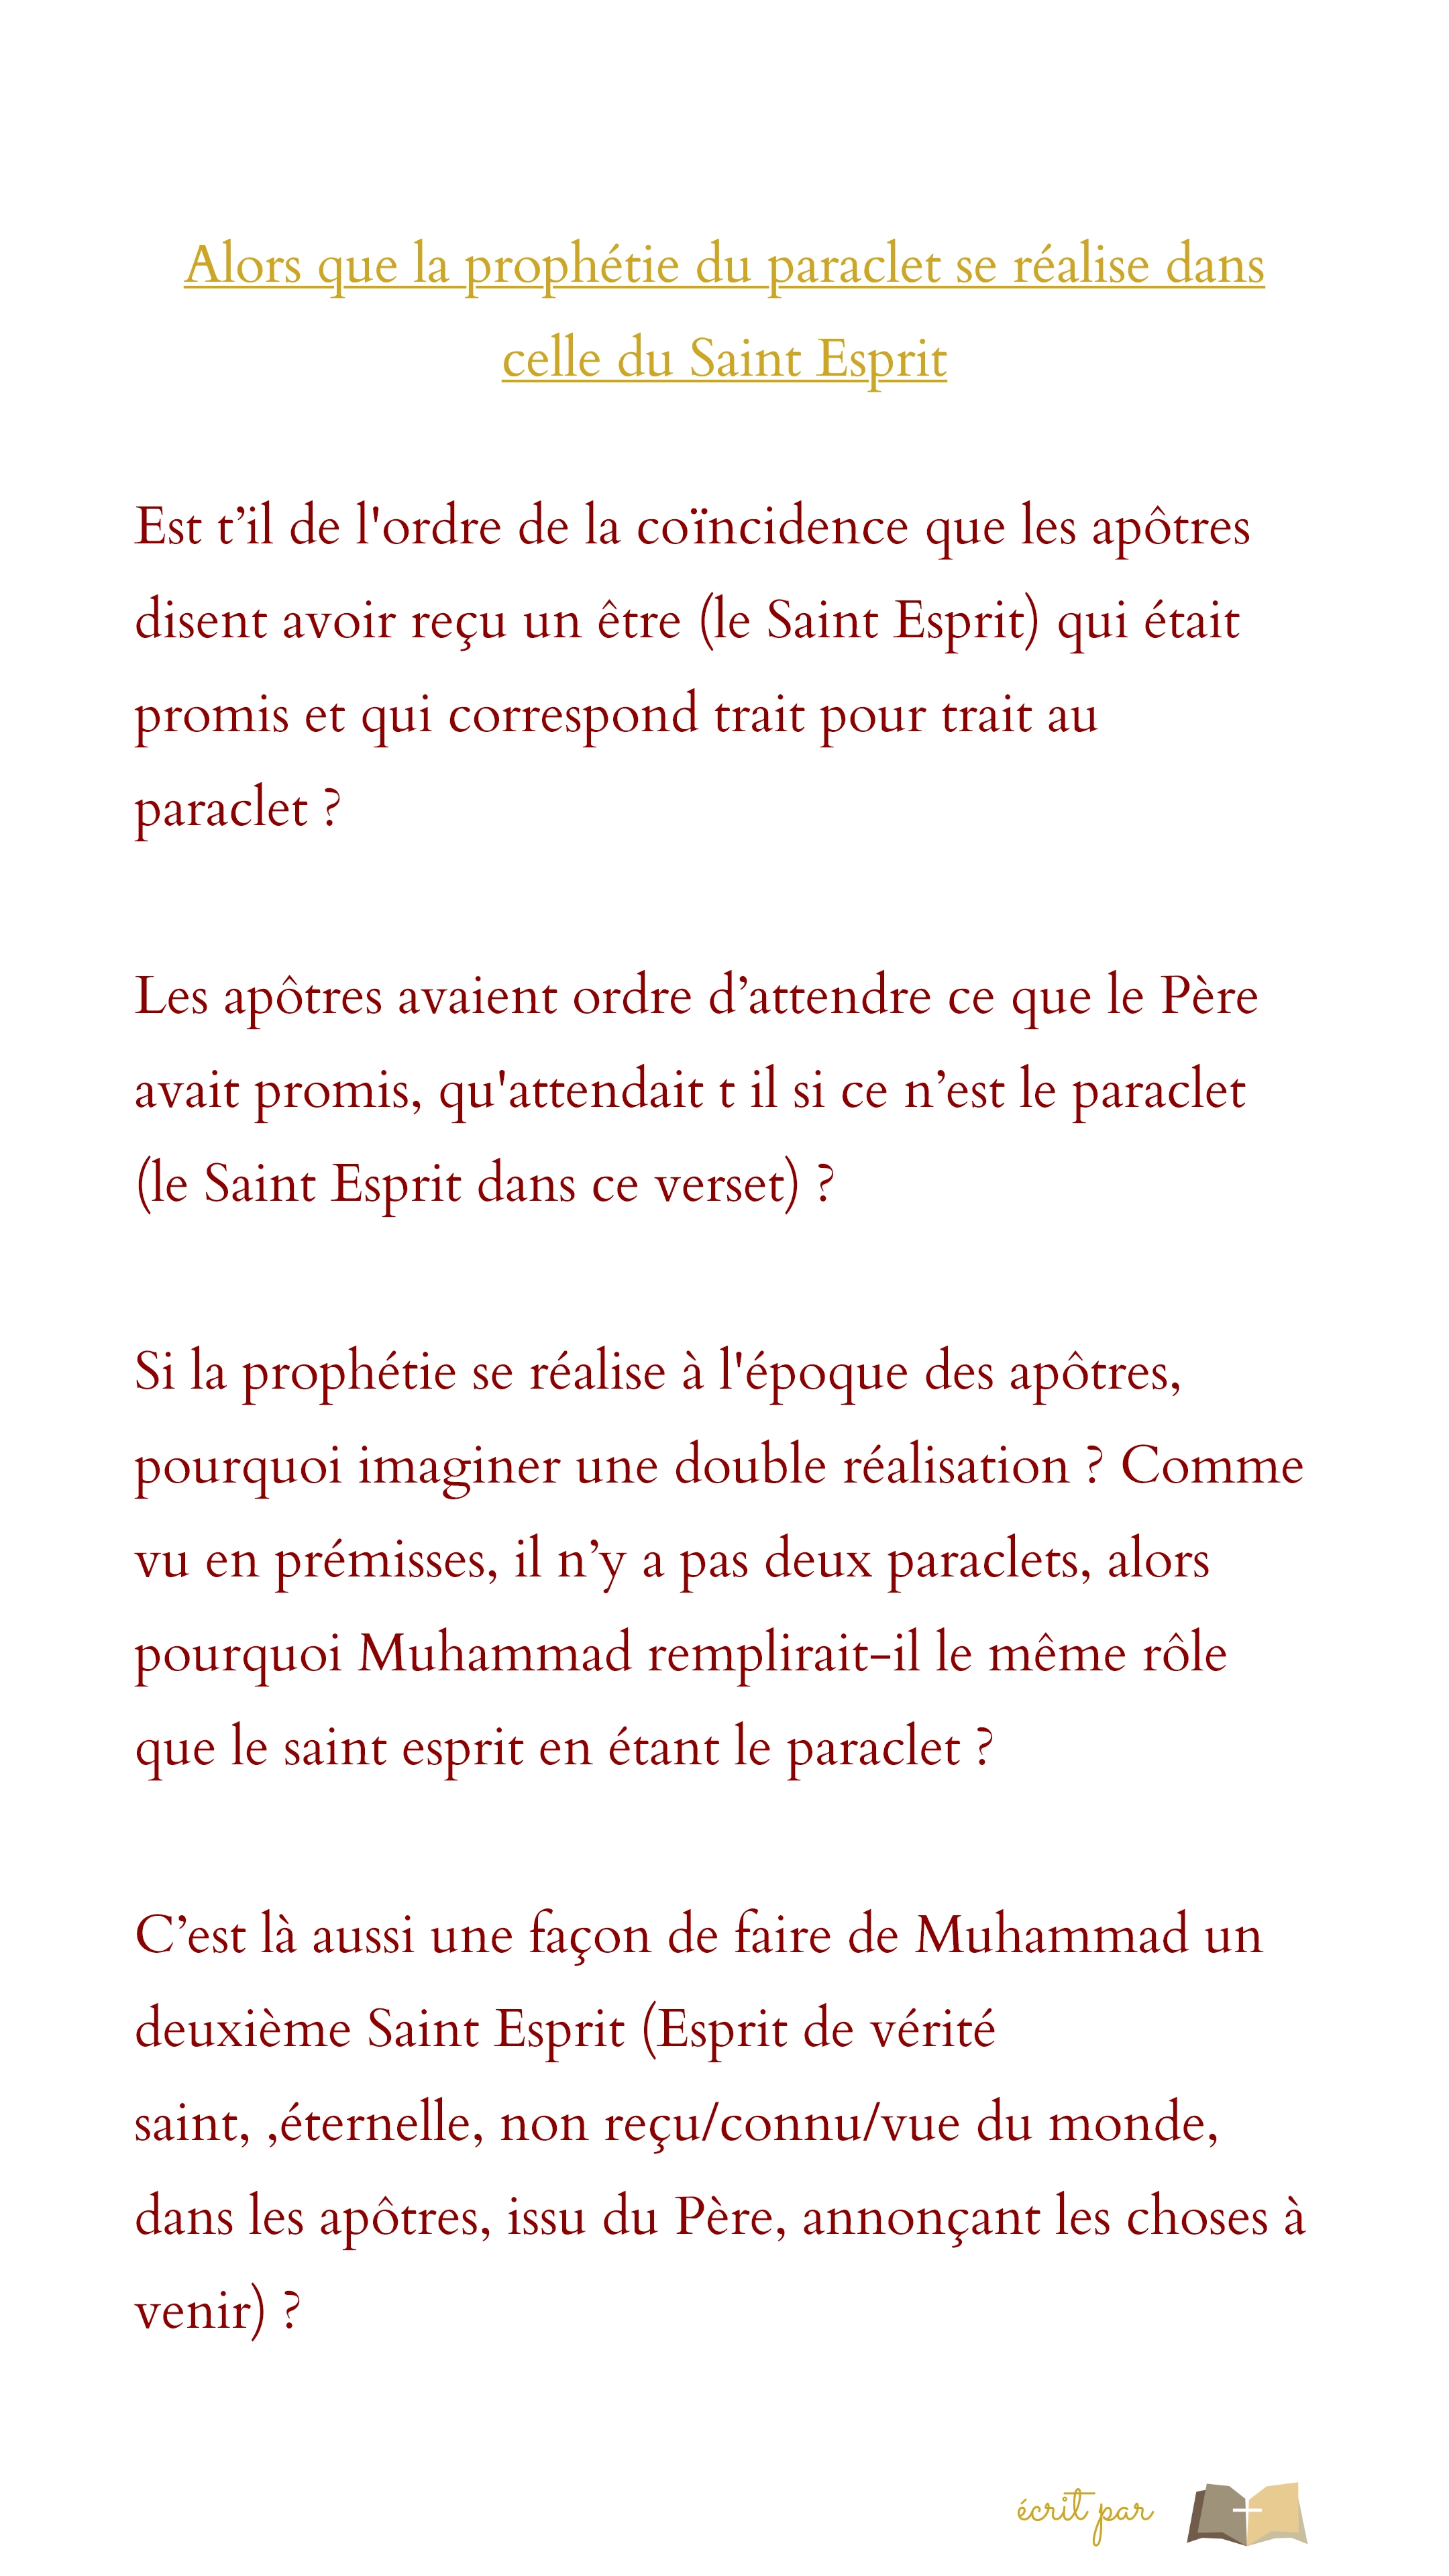 Alors que la prophétie du paraclet se réalise dans
celle du Saint Esprit
Est t’il de l'ordre de la coïncidence que les apôtres
disent avoir reçu un être (le Saint Esprit) qui était
promis et qui correspond trait pour trait au
paraclet ?
Les apôtres avaient ordre d’attendre ce que le Père
avait promis, qu'attendait t il si ce n’est le paraclet
(le Saint Esprit dans ce verset) ?
Si la prophétie se réalise à l'époque des apôtres,
pourquoi imaginer une double réalisation ? Comme
vu en prémisses, il n’y a pas deux paraclets, alors
pourquoi Muhammad remplirait-il le même rôle
que le saint esprit en étant le paraclet ?
C’est là aussi une façon de faire de Muhammad un
deuxième Saint Esprit (Esprit de vérité
saint, ,éternelle, non reçu/connu/vue du monde,
dans les apôtres, issu du Père, annonçant les choses à
venir) ?
écrit par